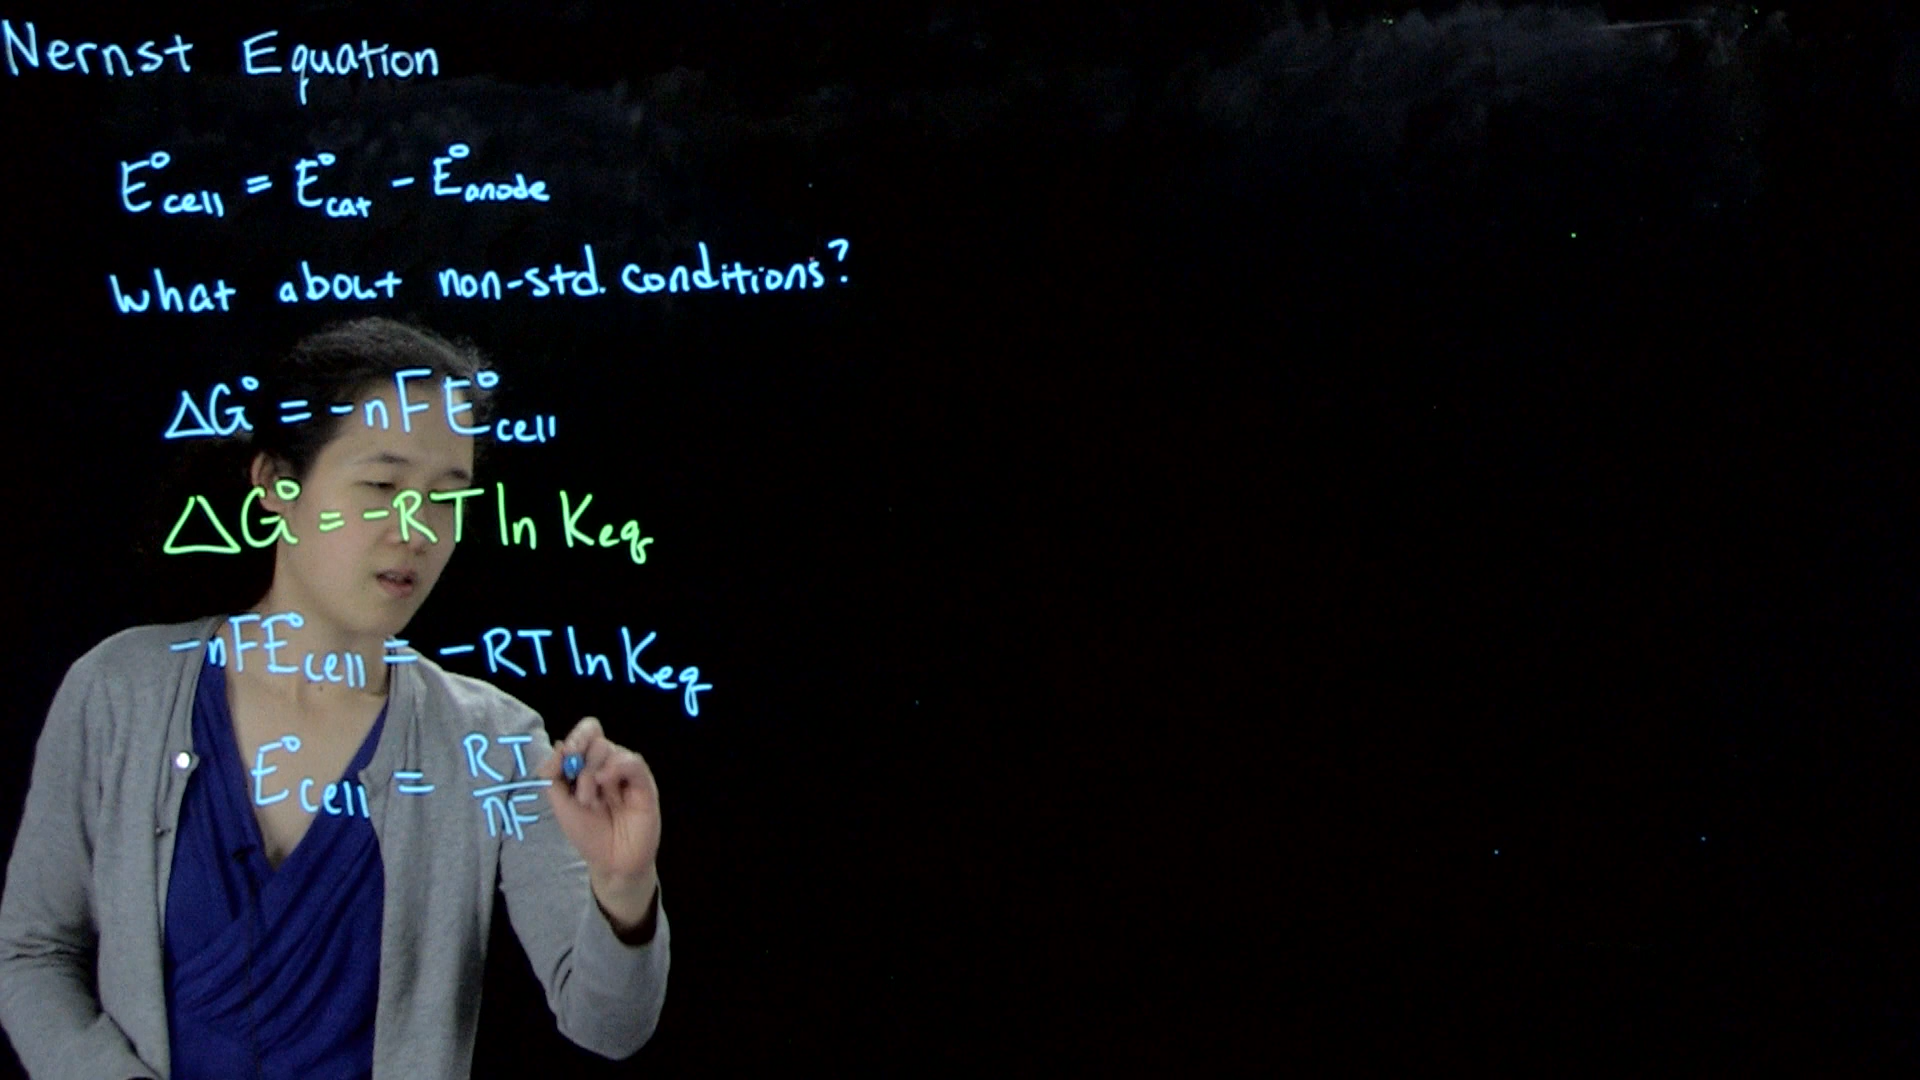 Nernst Equation
E°cell = E°cat - E°anode
What about non-std. conditions?
ΔG° = -nFE°cell
ΔG° = -RT ln Keq
-nFE°cell = -RT ln Keq
E°cell = RT/nF